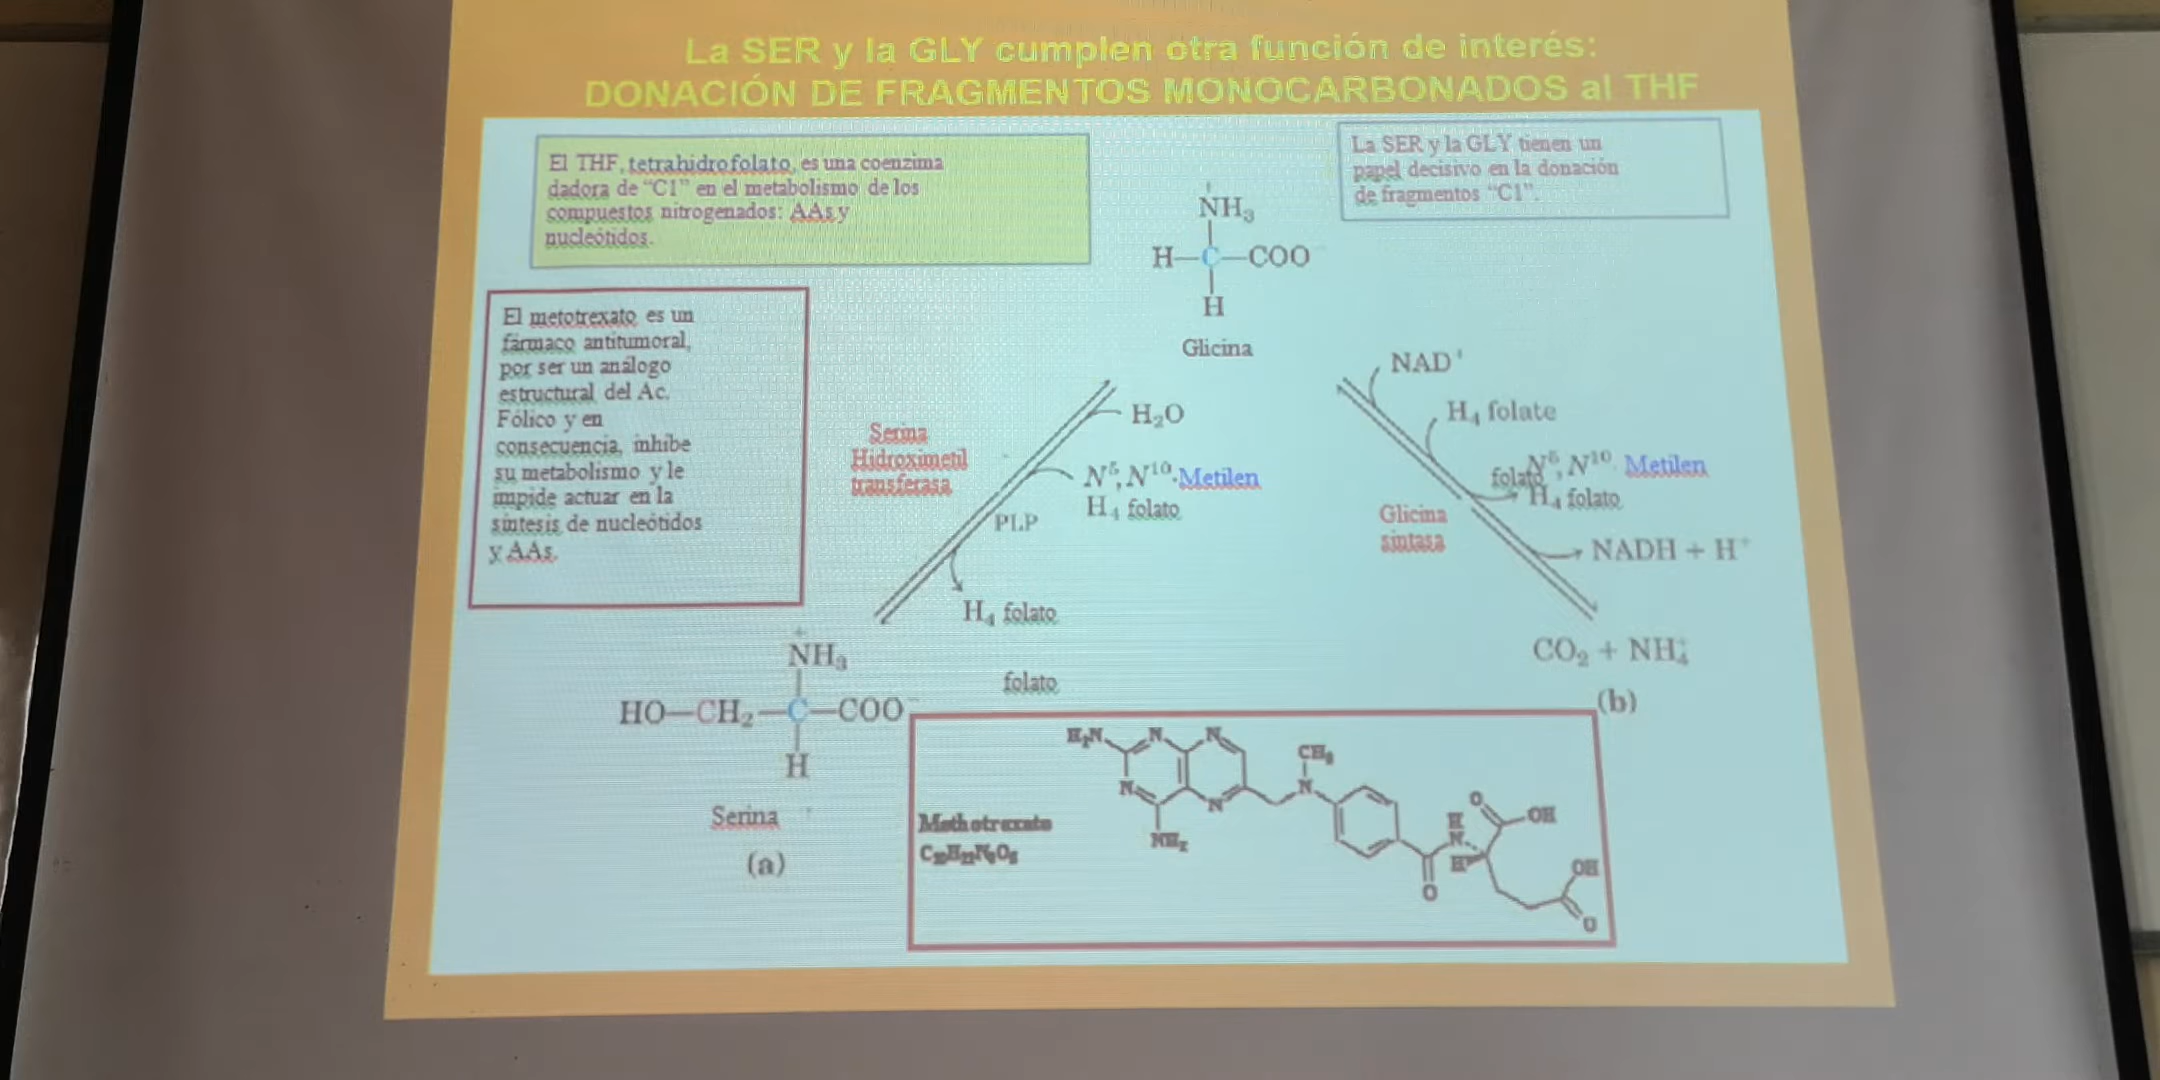 La SER y la GLY cumplen otra función de interés:
DONACIÓN DE FRAGMENTOS MONOCARBONADOS al THF
El THF, tetrahidrofolato, es una coenzima
dadora de “C1” en el metabolismo de los
compuestos nitrogenados: AAs y
nucleótidos.
La SER y la GLY tienen un
papel decisivo en la donación
de fragmentos “C1”.
NH₃
H—C—COO⁻
H
Glicina
El metotrexato es un
fármaco antitumoral,
por ser un análogo
estructural del Ac.
Fólico y en
consecuencia, inhibe
su metabolismo y le
impide actuar en la
síntesis de nucleótidos
y AAs.
Serina
Hidroximetil
transferasa
H₂O
N⁵, N¹⁰-Metilen
H₄ folato
PLP
H₄ folato
NAD⁺
H₄ folate
folato
N⁵, N¹⁰-Metilen
H₄ folato
Glicina
sintasa
NADH + H⁺
CO₂ + NH₄⁺
(b)
⁺NH₃
HO—CH₂—C—COO⁻
H
Serina
(a)
folato
Methotrexate
C₂₀H₂₂N₈O₅
H₂N
N
N
N
N
NH₂
CH₃
N
O
H
N
H
O
OH
OH
O